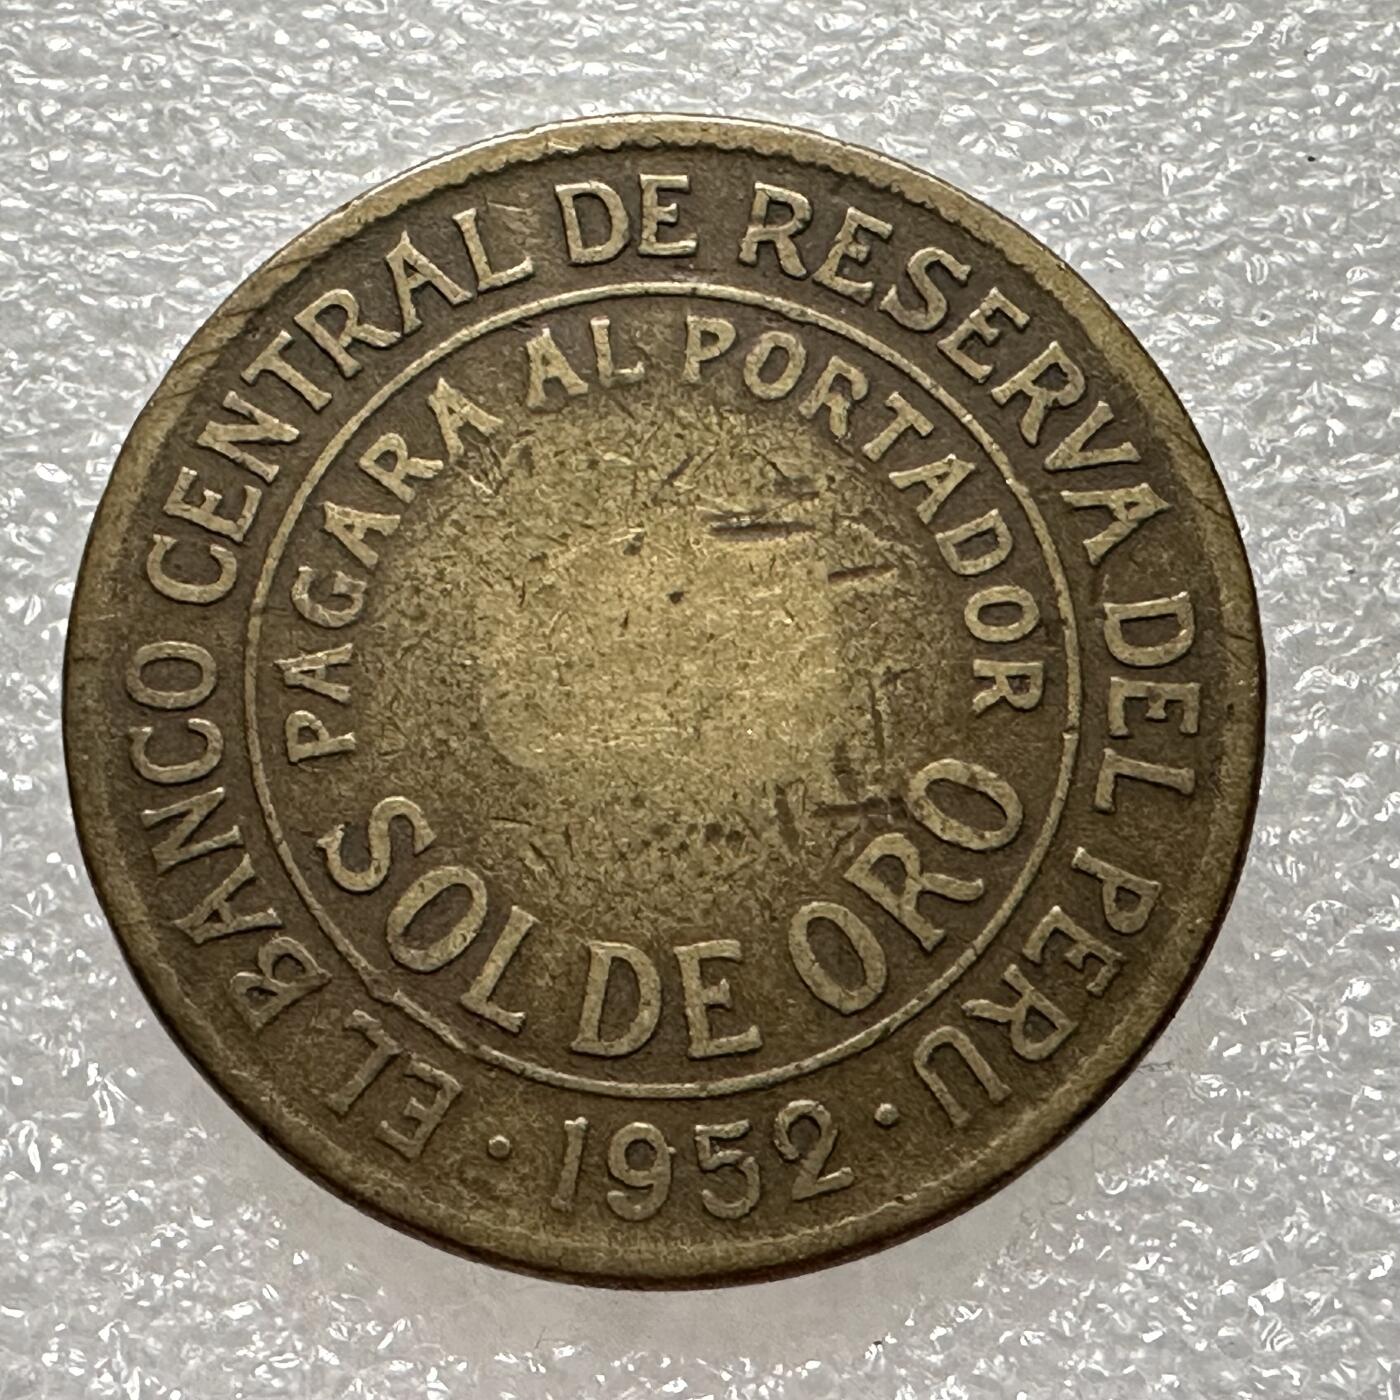 EL BANCO CENTRAL DE RESERVA DEL PERU
PAGARA AL PORTADOR
SOL DE ORO
· 1952 ·